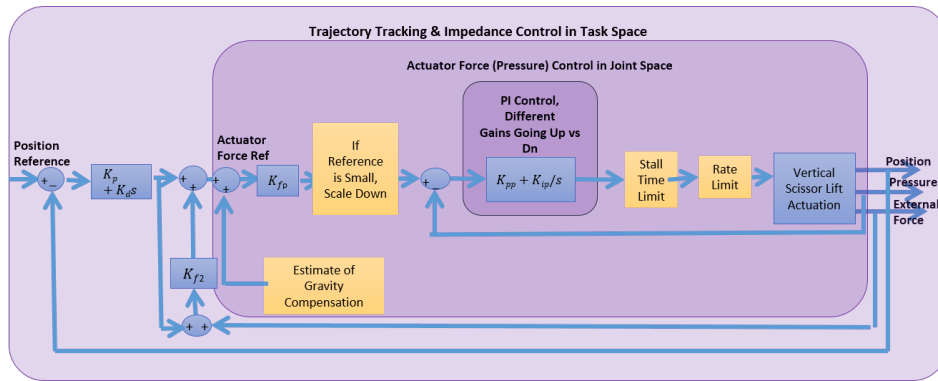 Trajectory Tracking & Impedance Control in Task Space
Actuator Force (Pressure) Control in Joint Space
PI Control,
Different
Gains Going Up vs
Dn
Position
Reference
+
−
K_p
+ K_d s
+
+
Actuator
Force Ref
+
+
K_fp
If
Reference
is Small,
Scale Down
+
−
K_pp + K_ip/s
Stall
Time
Limit
Rate
Limit
Vertical
Scissor Lift
Actuation
Position
Pressure
External
Force
K_f2
Estimate of
Gravity
Compensation
+ +